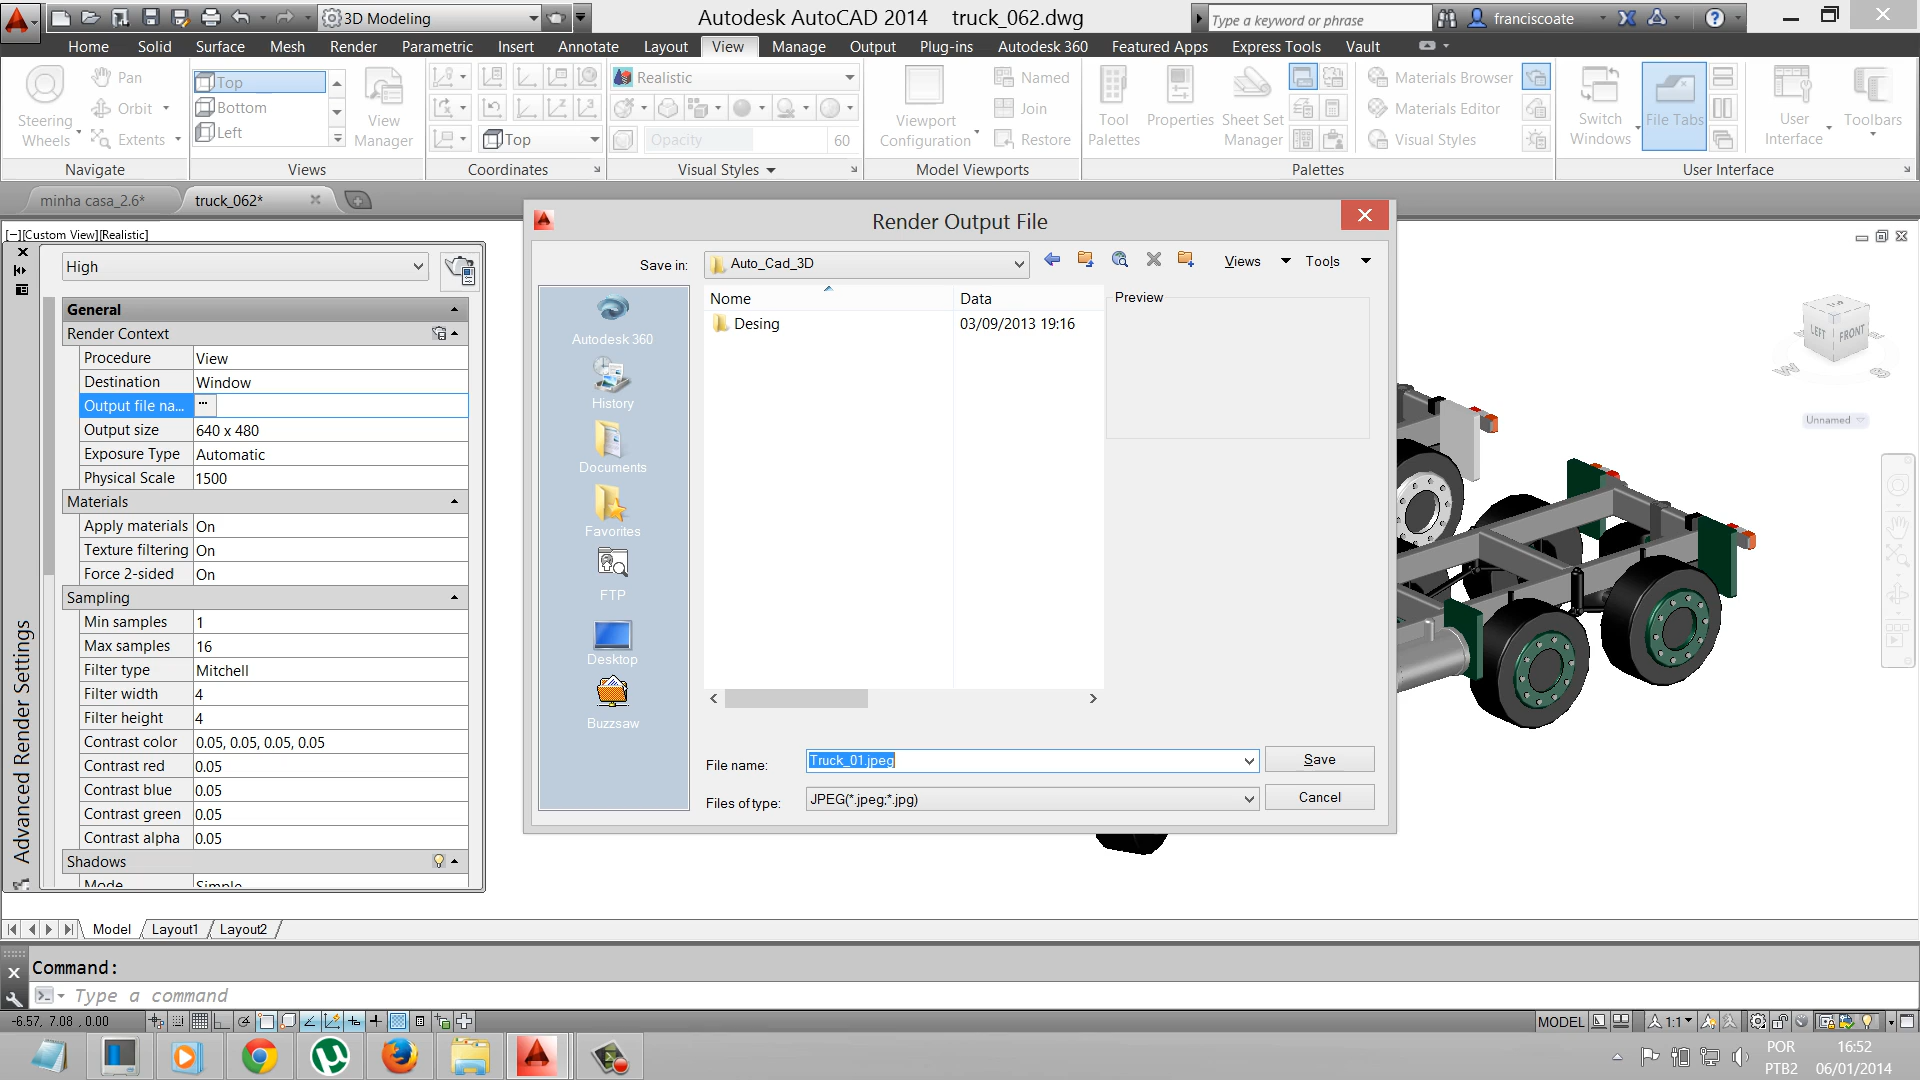 3D Modeling
Autodesk AutoCAD 2014 truck_062.dwg
Type a keyword or phrase
franciscoate
Home Solid Surface Mesh Render Parametric Insert Annotate Layout View Manage Output Plug-ins Autodesk 360 Featured Apps Express Tools Vault
Steering Wheels
Pan
Orbit
Extents
Navigate
Top
Bottom
Left
View Manager
Views
Top
Coordinates
Realistic
Opacity 60
Visual Styles
Viewport Configuration
Named
Join
Restore
Model Viewports
Tool Palettes
Properties
Sheet Set Manager
Materials Browser
Materials Editor
Visual Styles
Palettes
Switch Windows
File Tabs
User Interface
Toolbars
User Interface
minha casa_2.6*
truck_062*
[−][Custom View][Realistic]
High
General
Render Context
Procedure View
Destination Window
Output file na... ...
Output size 640 x 480
Exposure Type Automatic
Physical Scale 1500
Materials
Apply materials On
Texture filtering On
Force 2-sided On
Sampling
Min samples 1
Max samples 16
Filter type Mitchell
Filter width 4
Filter height 4
Contrast color 0.05, 0.05, 0.05, 0.05
Contrast red 0.05
Contrast blue 0.05
Contrast green 0.05
Contrast alpha 0.05
Shadows
Mode Simple
Advanced Render Settings
Render Output File
Save in: Auto_Cad_3D
Views Tools
Autodesk 360
History
Documents
Favorites
FTP
Desktop
Buzzsaw
Nome Data
Desing 03/09/2013 19:16
Preview
File name: Truck_01.jpeg
Save
Files of type: JPEG(*.jpeg;*.jpg)
Cancel
TOP
LEFT FRONT
W S
Unnamed
Model Layout1 Layout2
Command:
Type a command
-6.57, 7.08 , 0.00
MODEL
1:1
POR
PTB2
16:52
06/01/2014